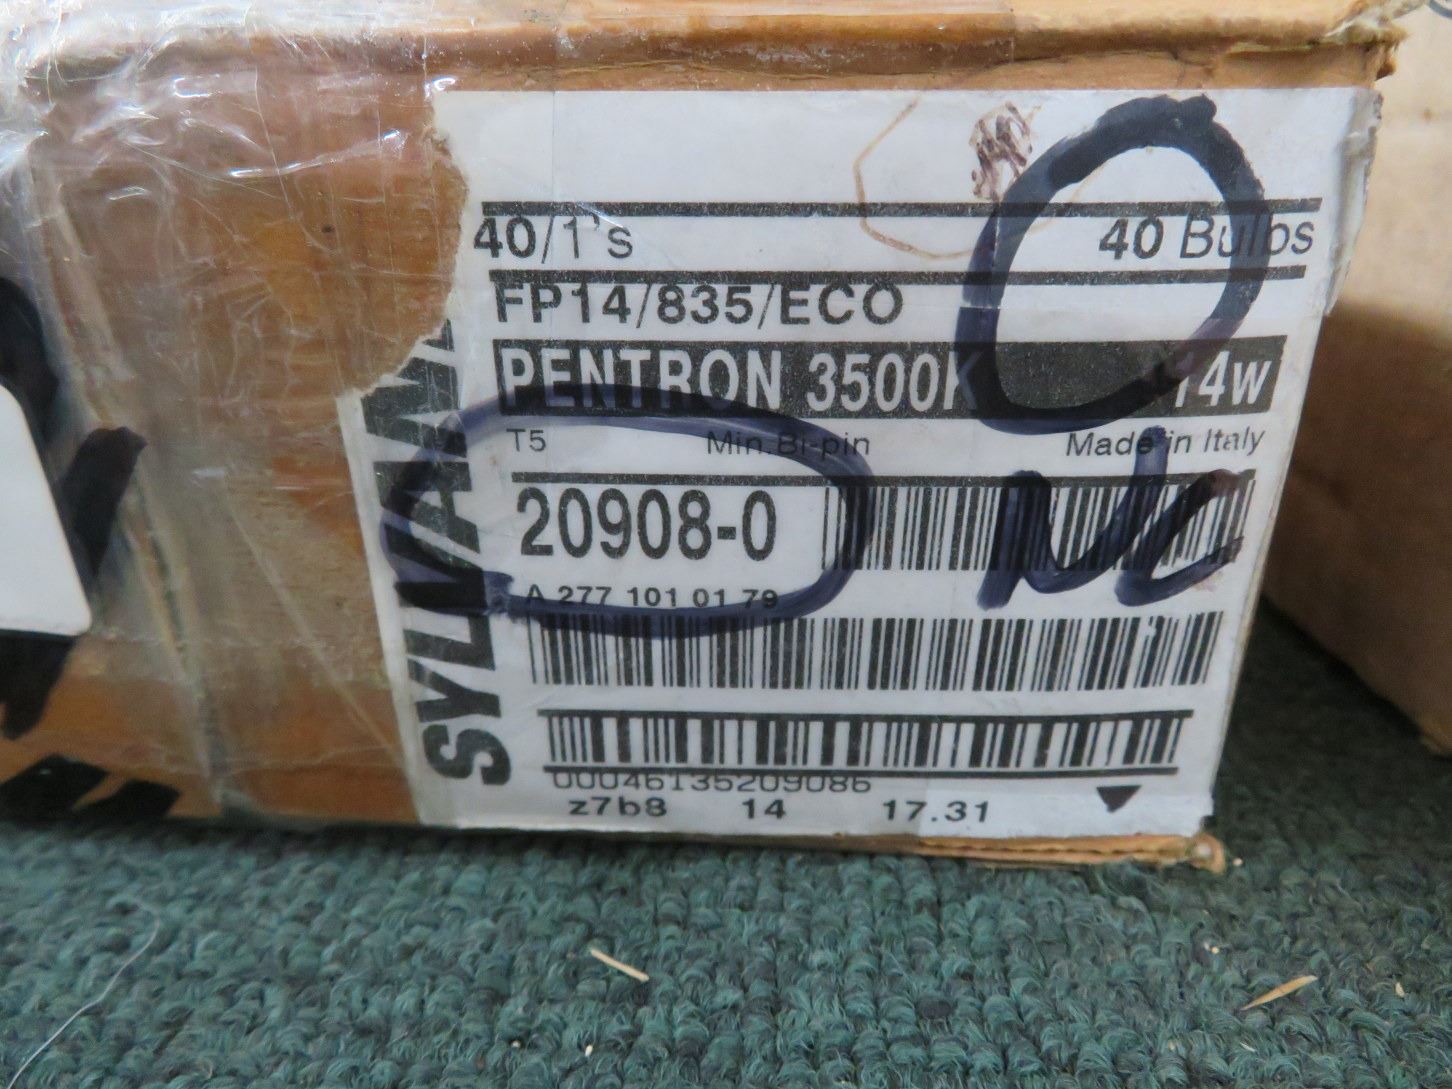 40/1's 40 Bulbs
FP14/835/ECO
PENTRON 3500K 14W
T5 Min.Bi-pin Made in Italy
20908-0
A 277 101 01 79
00046135209086
z7b8 14 17.31
SYLVANIA